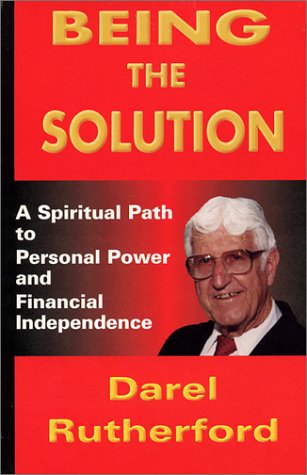 BEING
THE
SOLUTION
A Spiritual Path
to
Personal Power
and
Financial
Independence
Darel
Rutherford